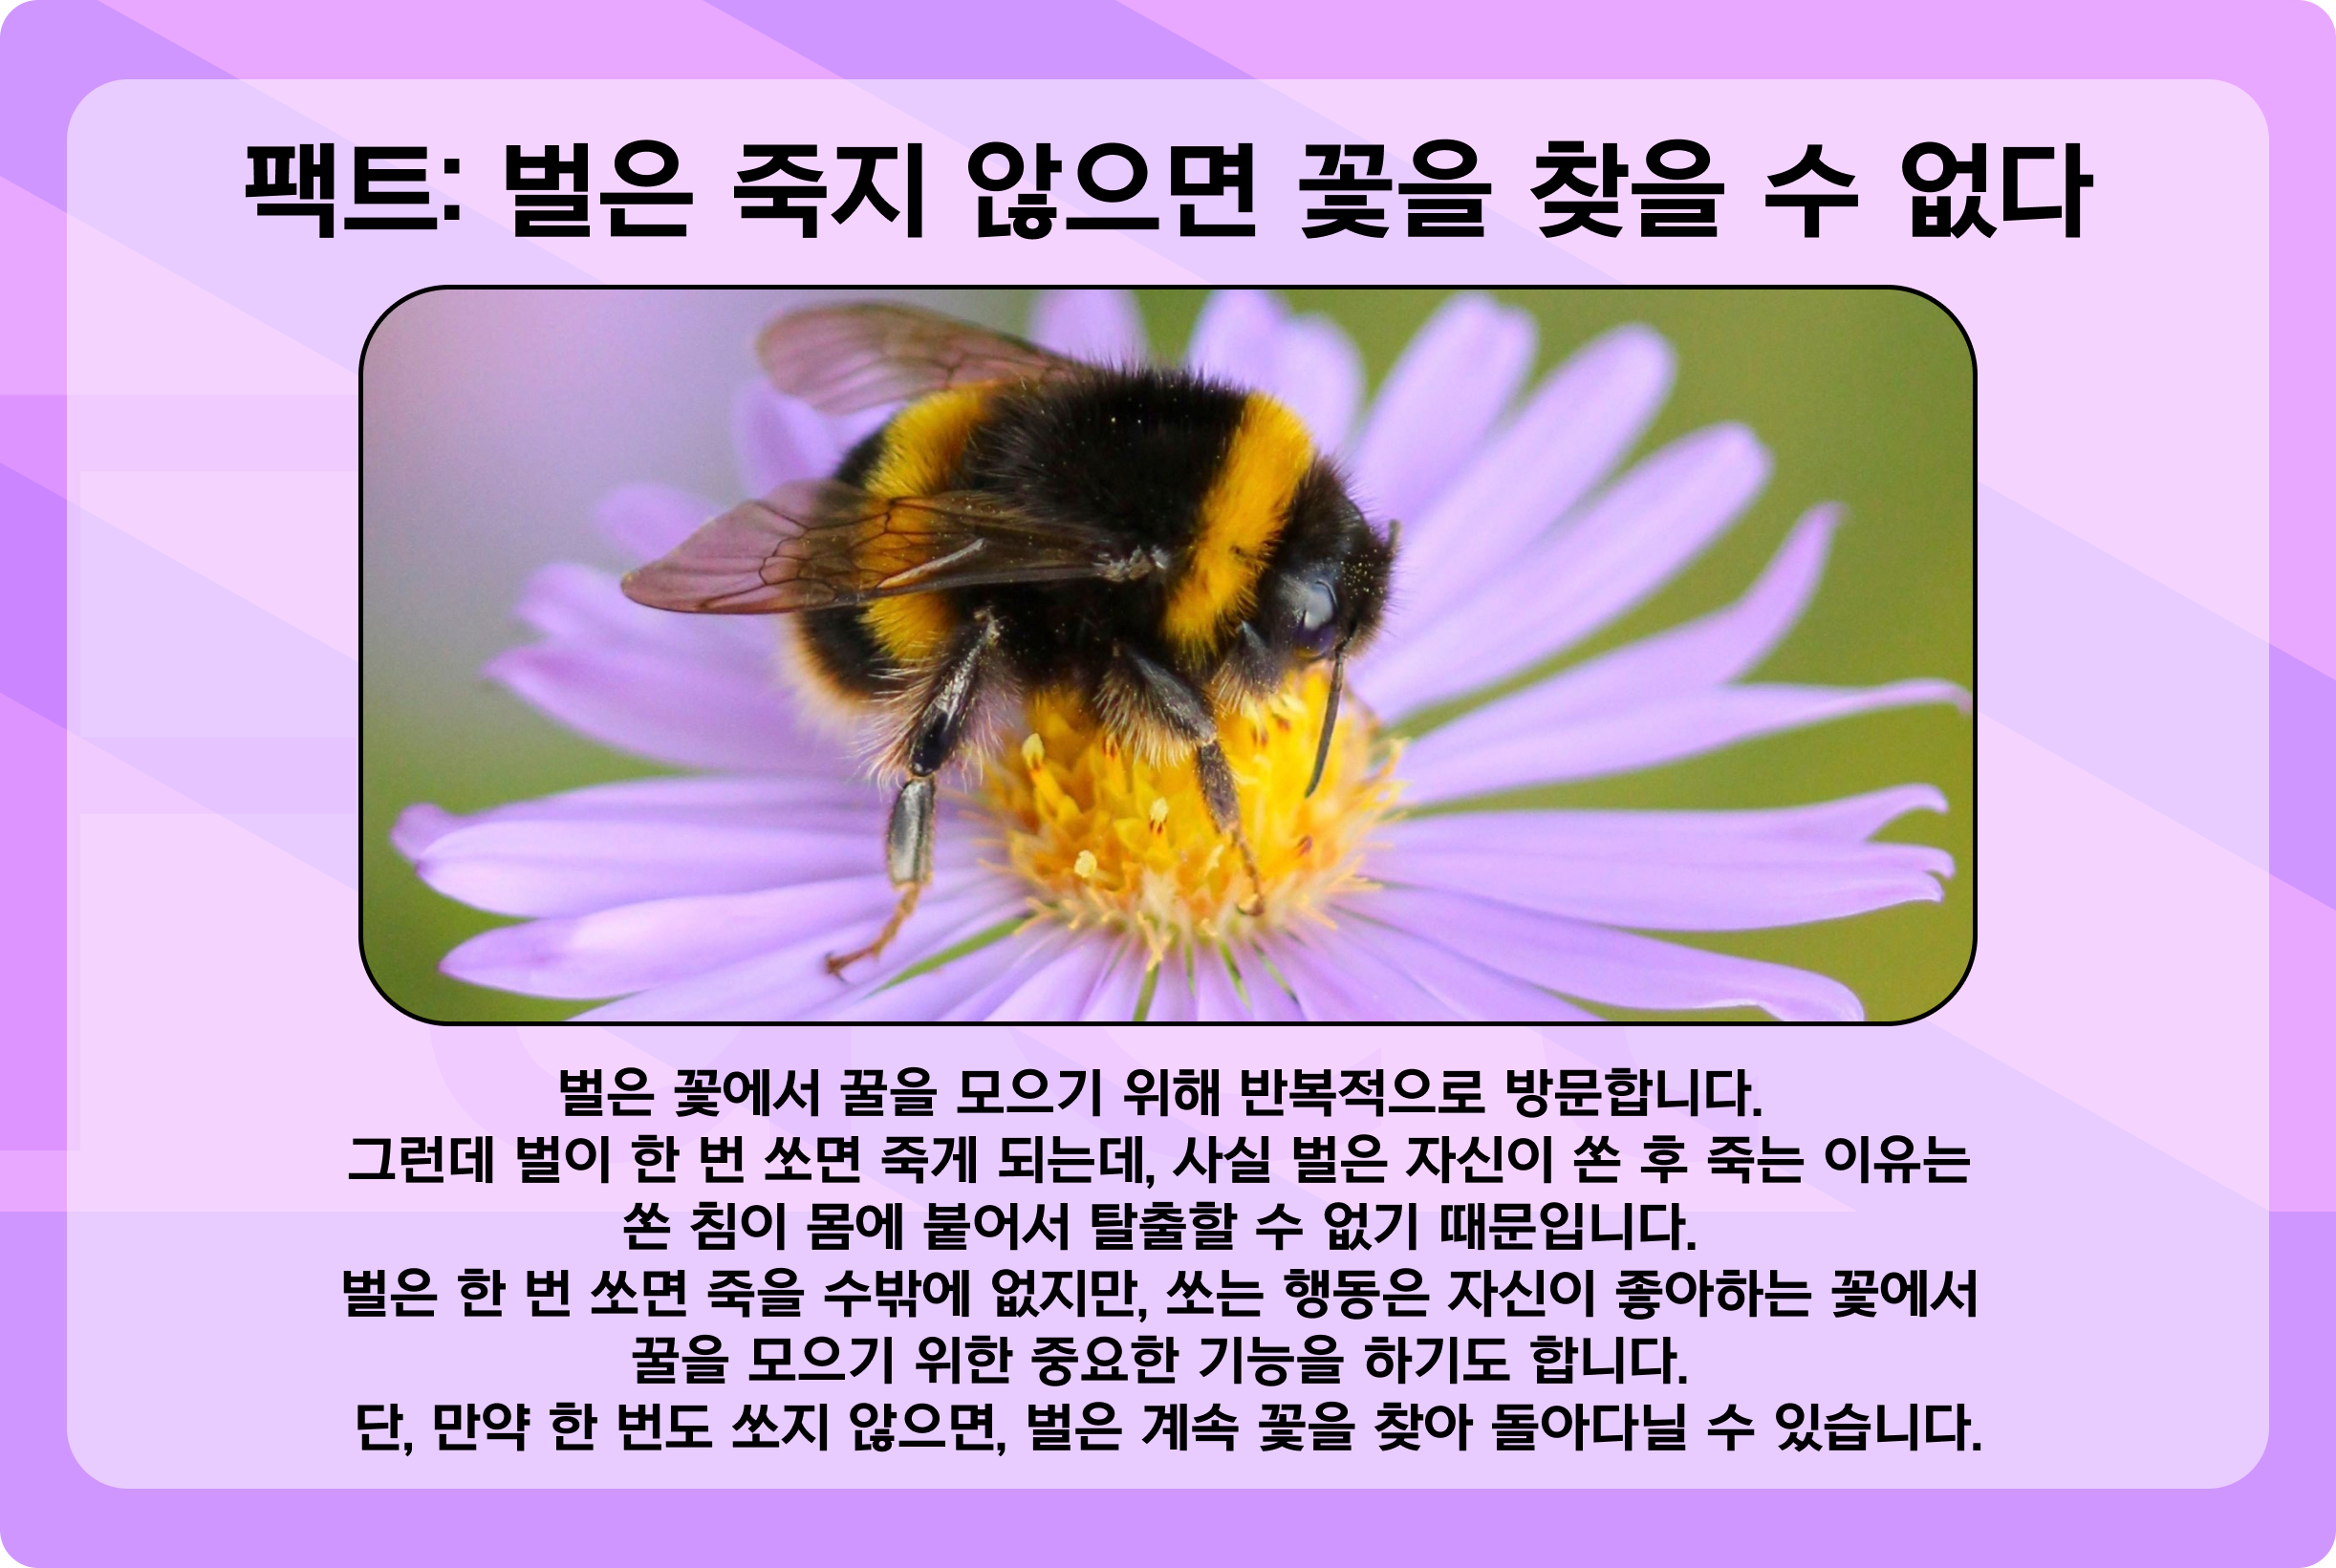 팩트: 벌은 죽지 않으면 꽃을 찾을 수 없다
벌은 꽃에서 꿀을 모으기 위해 반복적으로 방문합니다.
그런데 벌이 한 번 쏘면 죽게 되는데, 사실 벌은 자신이 쏜 후 죽는 이유는
쏜 침이 몸에 붙어서 탈출할 수 없기 때문입니다.
벌은 한 번 쏘면 죽을 수밖에 없지만, 쏘는 행동은 자신이 좋아하는 꽃에서
꿀을 모으기 위한 중요한 기능을 하기도 합니다.
단, 만약 한 번도 쏘지 않으면, 벌은 계속 꽃을 찾아 돌아다닐 수 있습니다.